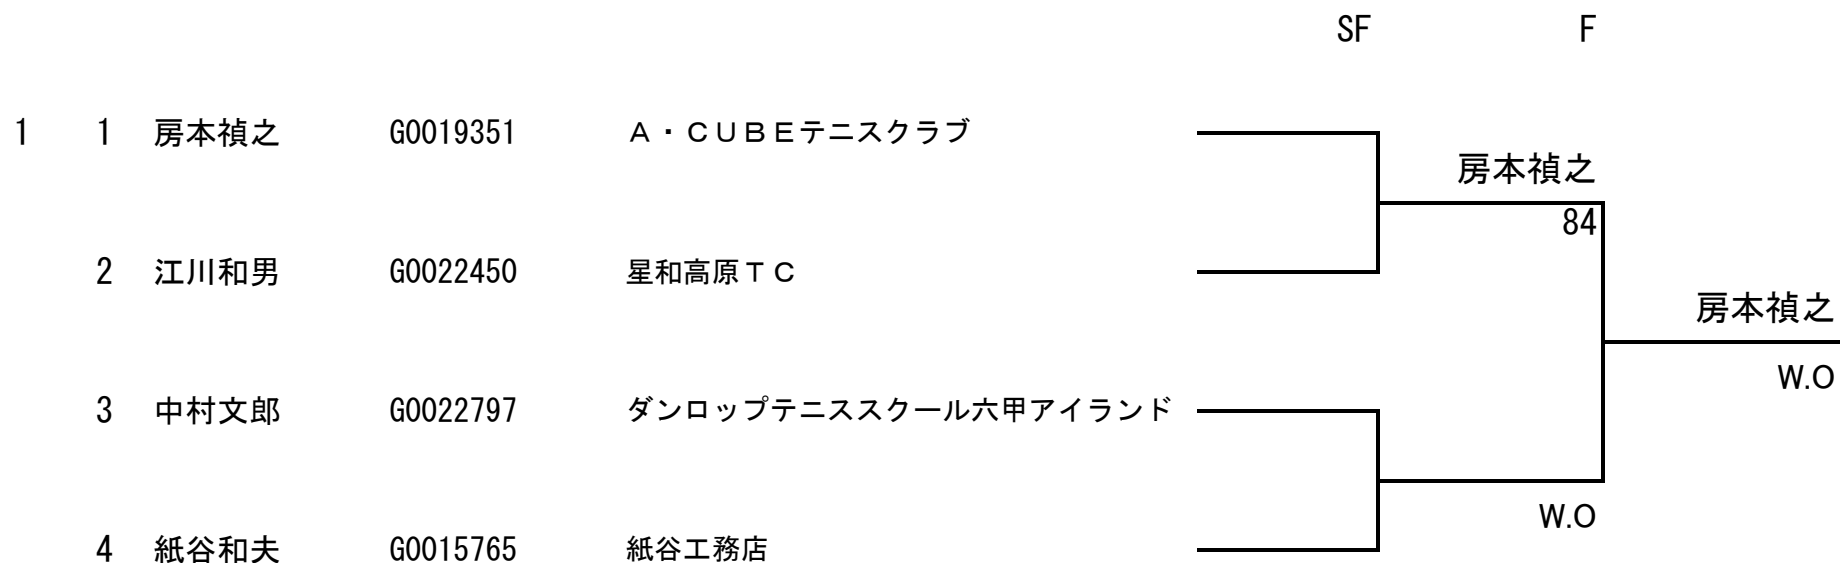 SF F
1 1 房本禎之 G0019351 Ａ・ＣＵＢＥテニスクラブ
房本禎之
84
2 江川和男 G0022450 星和高原ＴＣ
房本禎之
W.O
3 中村文郎 G0022797 ダンロップテニススクール六甲アイランド
W.O
4 紙谷和夫 G0015765 紙谷工務店